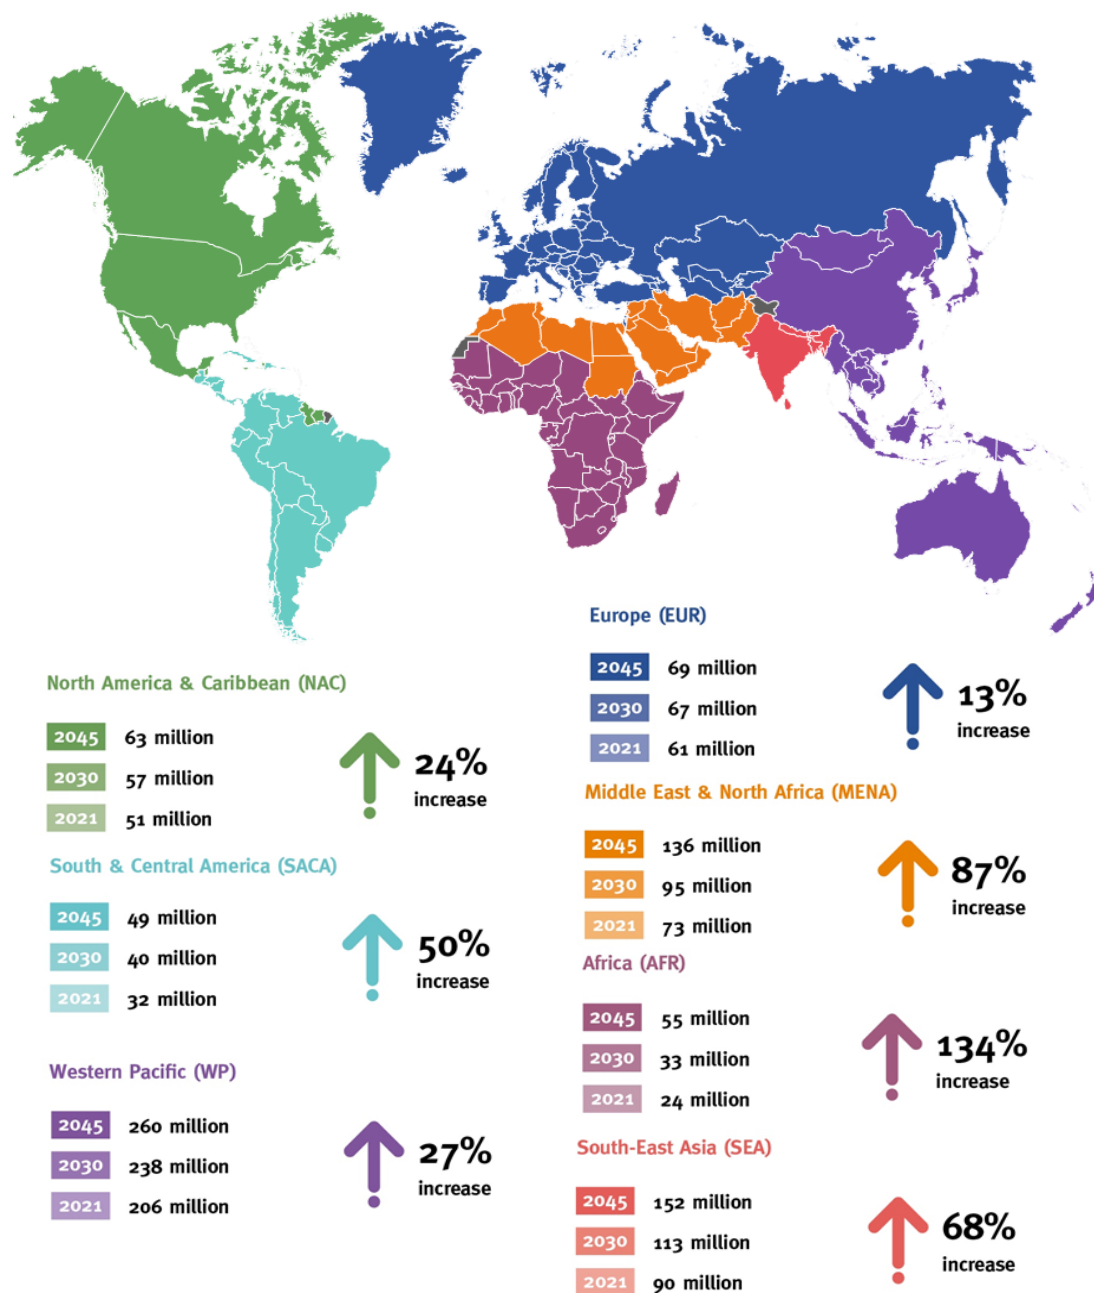 Europe (EUR)
2045 69 million
2030 67 million
2021 61 million
13%
increase
North America & Caribbean (NAC)
2045 63 million
2030 57 million
2021 51 million
24%
increase
Middle East & North Africa (MENA)
2045 136 million
2030 95 million
2021 73 million
87%
increase
South & Central America (SACA)
2045 49 million
2030 40 million
2021 32 million
50%
increase
Africa (AFR)
2045 55 million
2030 33 million
2021 24 million
134%
increase
Western Pacific (WP)
2045 260 million
2030 238 million
2021 206 million
27%
increase
South-East Asia (SEA)
2045 152 million
2030 113 million
2021 90 million
68%
increase